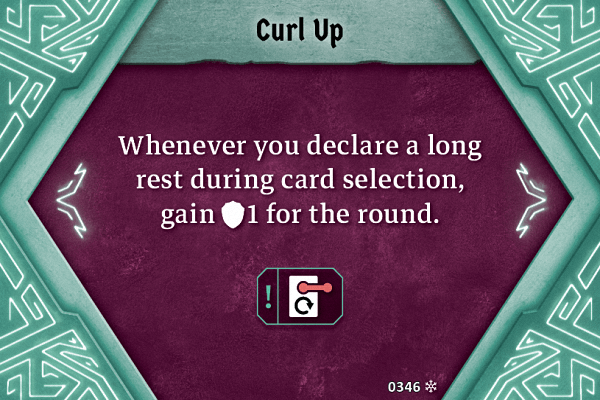 Curl Up
Whenever you declare a long
rest during card selection,
gain 1 for the round.
!
0346